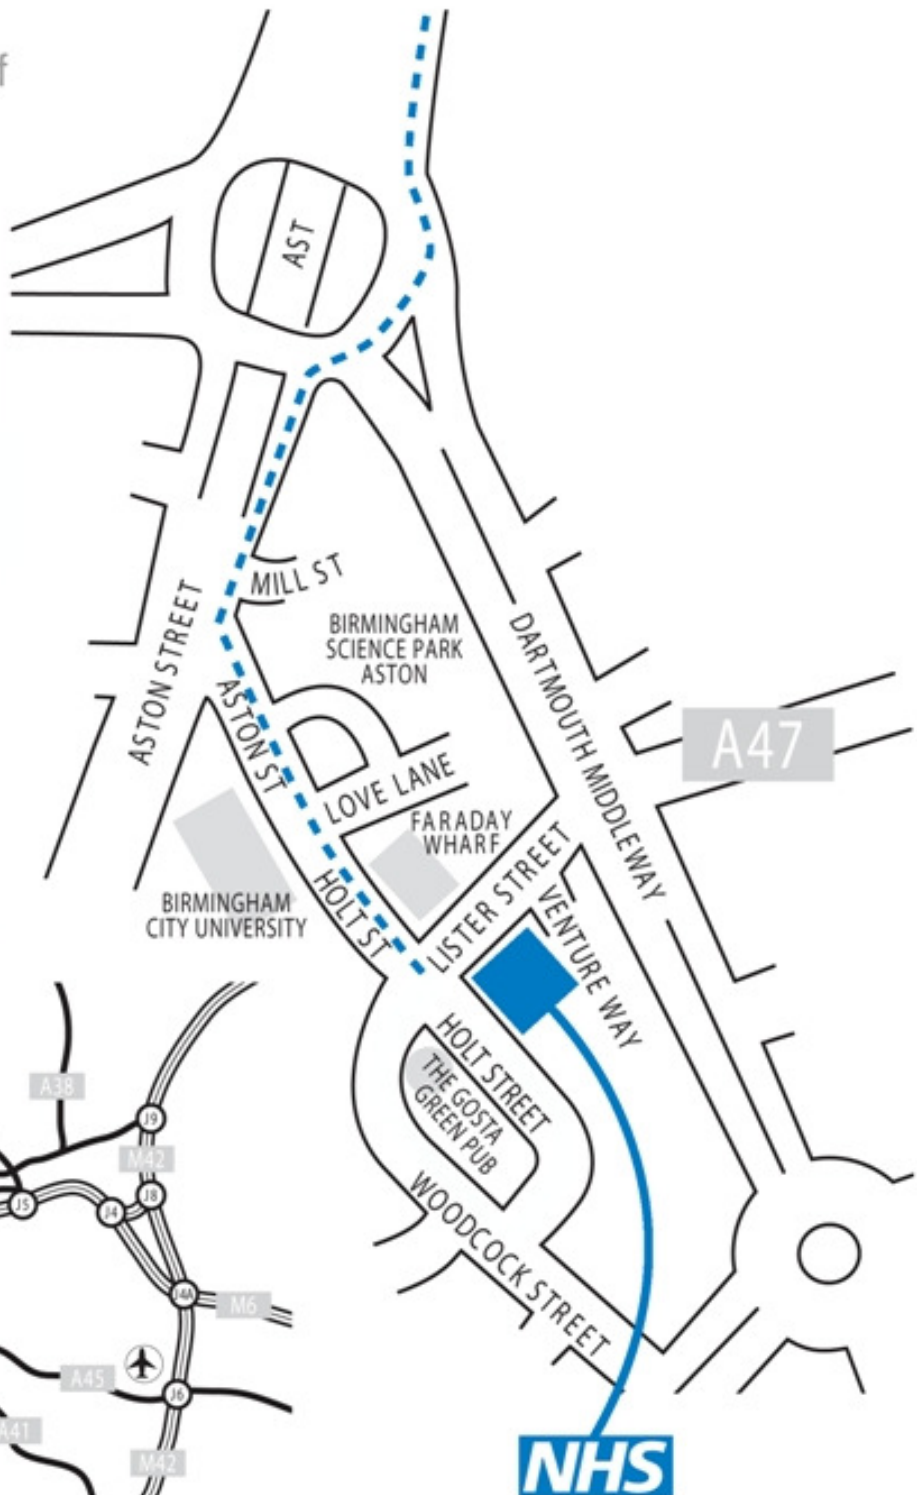 f
AST
MILL ST
ASTON STREET
BIRMINGHAM
SCIENCE PARK
ASTON
DARTMOUTH MIDDLEWAY
ASTON ST
A47
LOVE LANE
FARADAY
WHARF
LISTER STREET
HOLT ST
BIRMINGHAM
CITY UNIVERSITY
VENTURE WAY
HOLT STREET
THE GOSTA
GREEN PUB
WOODCOCK STREET
A38
J9
M42
J8
J5
J4
J4A
M6
A45
J6
A41
M42
NHS